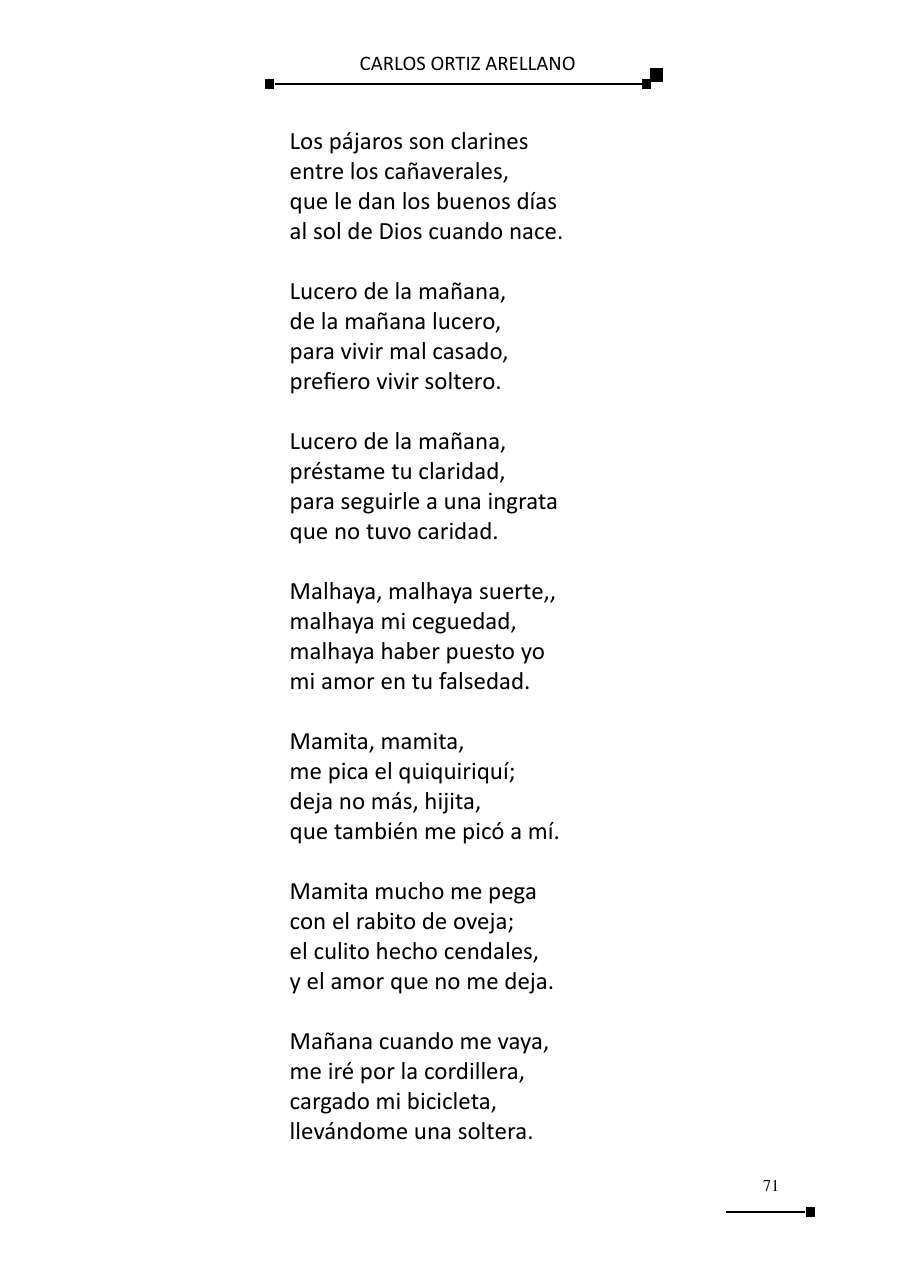 CARLOS ORTIZ ARELLANO
Los pájaros son clarines
entre los cañaverales,
que le dan los buenos días
al sol de Dios cuando nace.
Lucero de la mañana,
de la mañana lucero,
para vivir mal casado,
prefiero vivir soltero.
Lucero de la mañana,
préstame tu claridad,
para seguirle a una ingrata
que no tuvo caridad.
Malhaya, malhaya suerte,,
malhaya mi ceguedad,
malhaya haber puesto yo
mi amor en tu falsedad.
Mamita, mamita,
me pica el quiquiriquí;
deja no más, hijita,
que también me picó a mí.
Mamita mucho me pega
con el rabito de oveja;
el culito hecho cendales,
y el amor que no me deja.
Mañana cuando me vaya,
me iré por la cordillera,
cargado mi bicicleta,
llevándome una soltera.
71